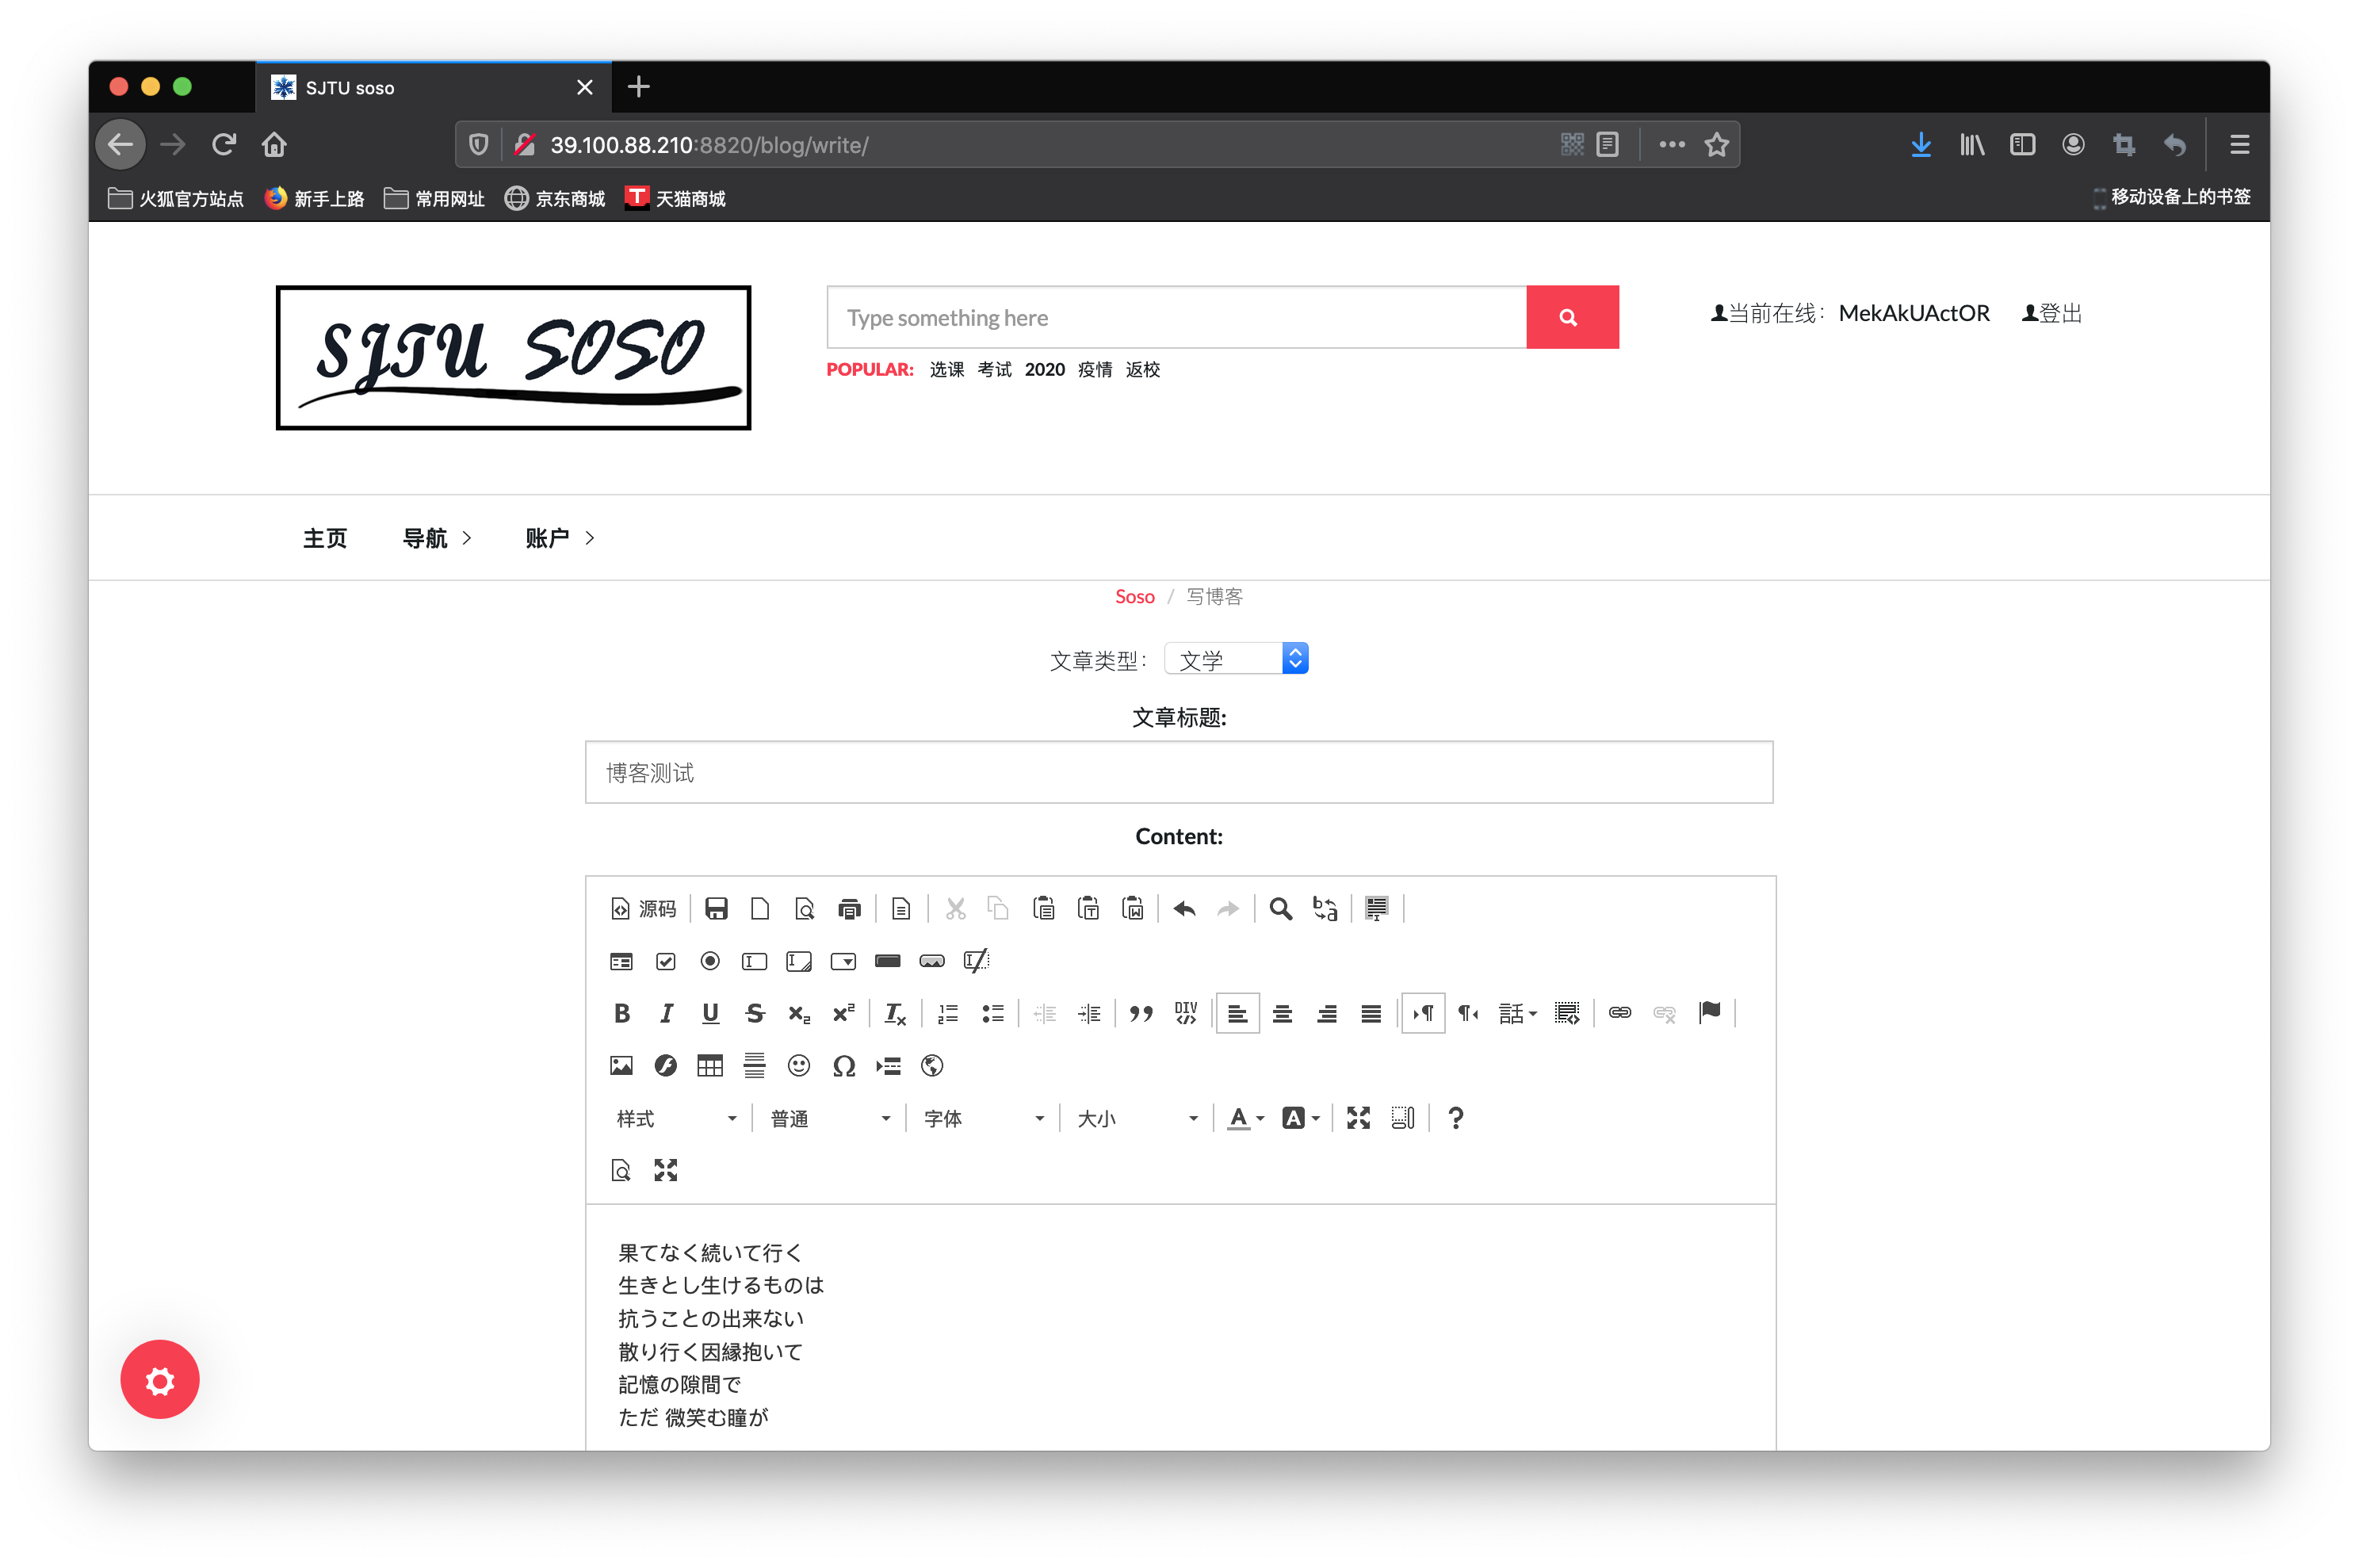 SJTU soso
39.100.88.210:8820/blog/write/
火狐官方站点 新手上路 常用网址 京东商城 天猫商城 移动设备上的书签
SJTU SOSO
Type something here
POPULAR: 选课 考试 2020 疫情 返校
当前在线: MekAkUActOR 登出
主页 导航 账户
Soso / 写博客
文章类型: 文学
文章标题:
博客测试
Content:
源码
样式 普通 字体 大小
果てなく続いて行く
生きとし生けるものは
抗うことの出来ない
散り行く因縁抱いて
記憶の隙間で
ただ 微笑む瞳が